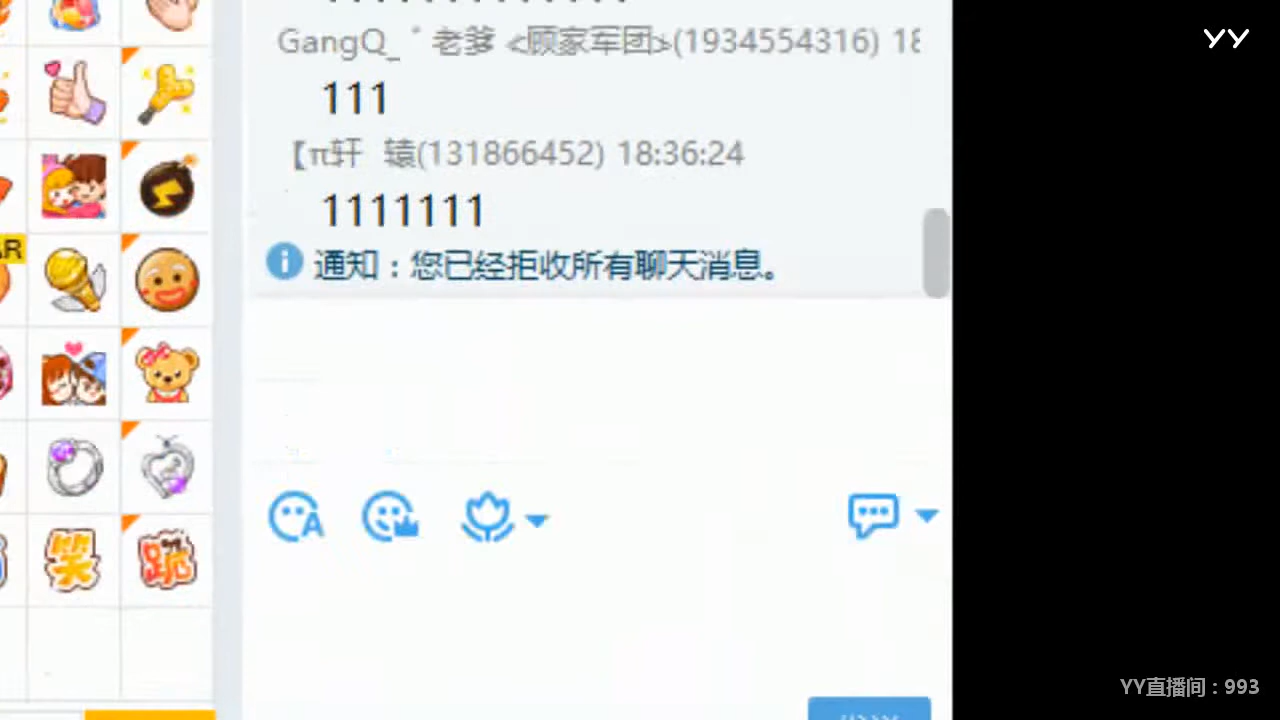 GangQ_ ﾞ 老爹 <顾家军团>(1934554316) 18
111
【π轩 辕(131866452) 18:36:24
1111111
通知：您已经拒收所有聊天消息。
笑
跪
YY
YY直播间：993